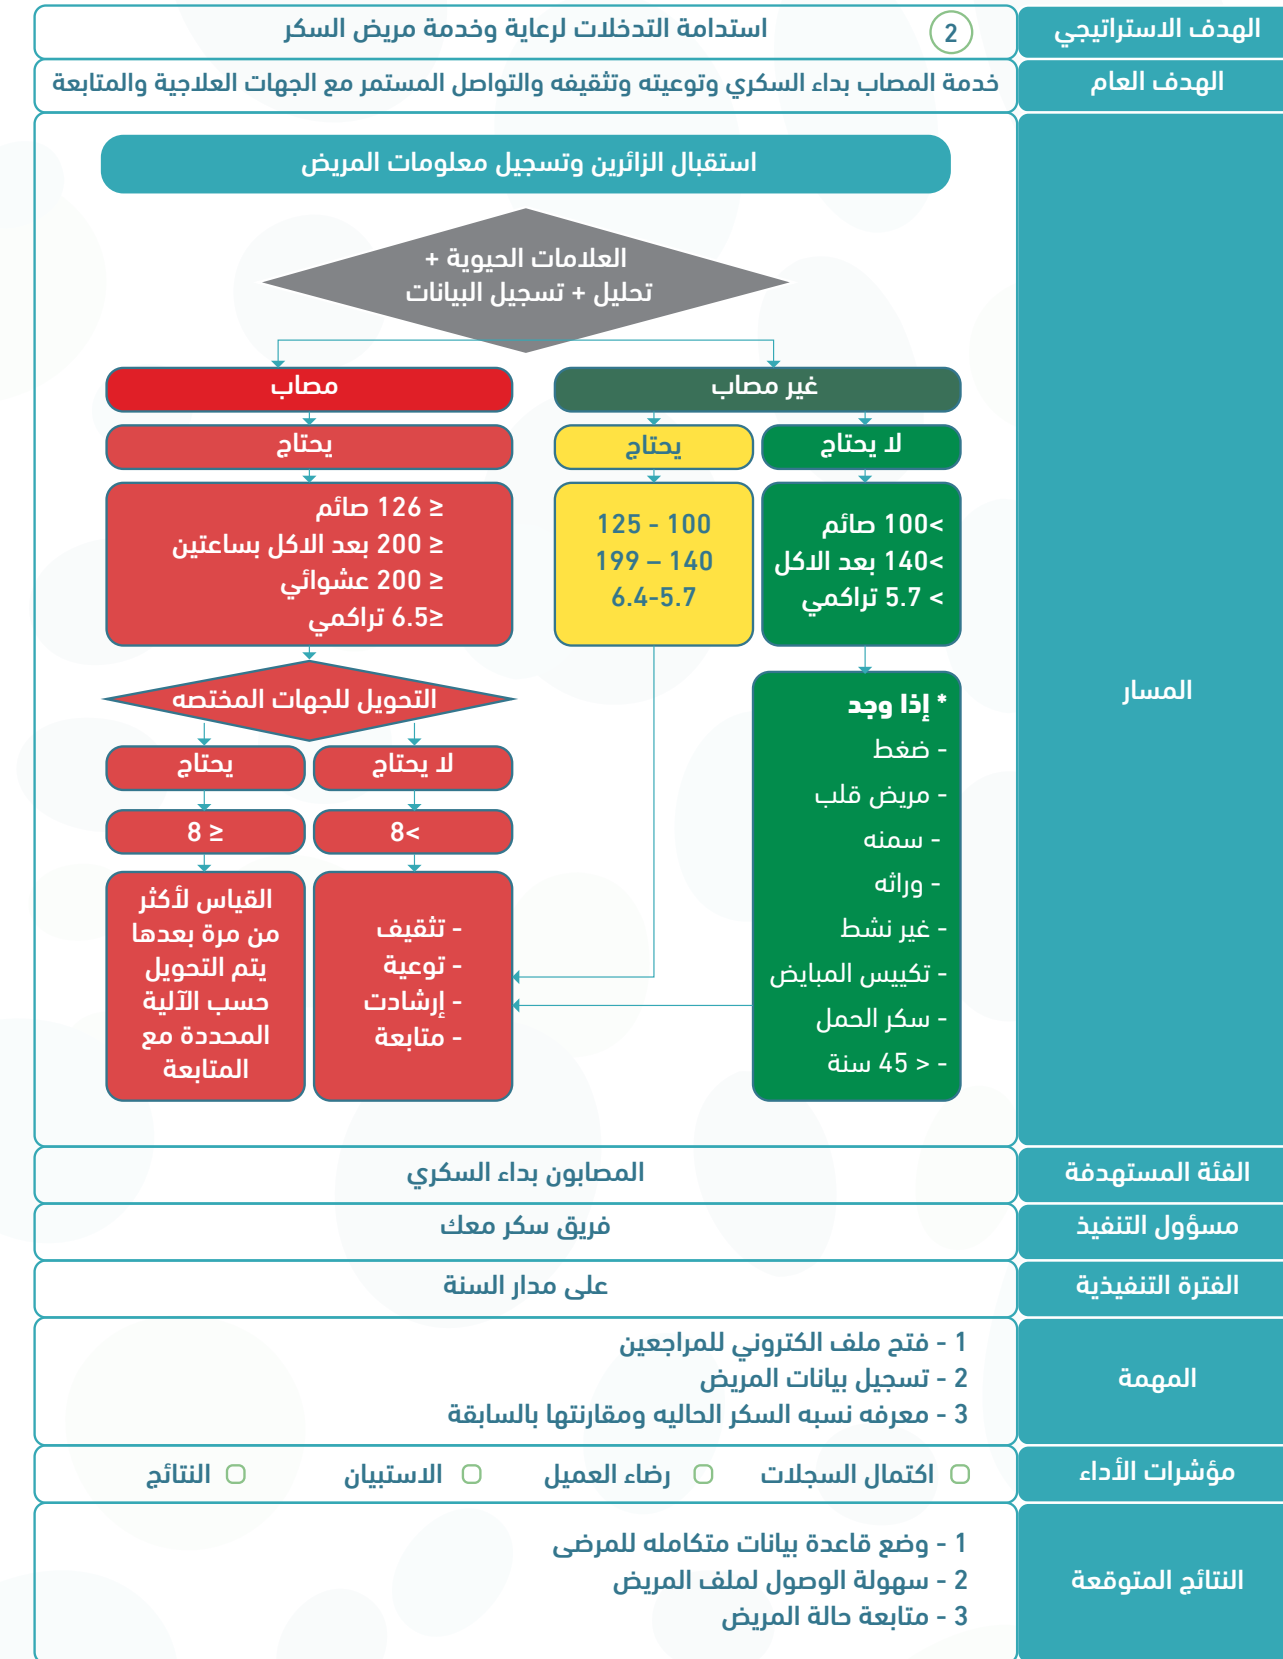 الهدف الاستراتيجي
2 استدامة التدخلات لرعاية وخدمة مريض السكر
الهدف العام
خدمة المصاب بداء السكري وتوعيته وتثقيفه والتواصل المستمر مع الجهات العلاجية والمتابعة
المسار
استقبال الزائرين وتسجيل معلومات المريض
العلامات الحيوية +
تحليل + تسجيل البيانات
غير مصاب
مصاب
لا يحتاج
يحتاج
يحتاج
>100 صائم
>140 بعد الاكل
> 5.7 تراكمي
100 - 125
140 – 199
5.7-6.4
≤ 126 صائم
≤ 200 بعد الاكل بساعتين
≤ 200 عشوائي
≤6.5 تراكمي
* إذا وجد
- ضغط
- مريض قلب
- سمنه
- وراثه
- غير نشط
- تكييس المبايض
- سكر الحمل
- < 45 سنة
التحويل للجهات المختصه
لا يحتاج
يحتاج
>8
≤ 8
- تثقيف
- توعية
- إرشادت
- متابعة
القياس لأكثر
من مرة بعدها
يتم التحويل
حسب الآلية
المحددة مع
المتابعة
الفئة المستهدفة
المصابون بداء السكري
مسؤول التنفيذ
فريق سكر معك
الفترة التنفيذية
على مدار السنة
المهمة
1 - فتح ملف الكتروني للمراجعين
2 - تسجيل بيانات المريض
3 - معرفه نسبه السكر الحاليه ومقارنتها بالسابقة
مؤشرات الأداء
اكتمال السجلات
رضاء العميل
الاستبيان
النتائج
النتائج المتوقعة
1 - وضع قاعدة بيانات متكامله للمرضى
2 - سهولة الوصول لملف المريض
3 - متابعة حالة المريض